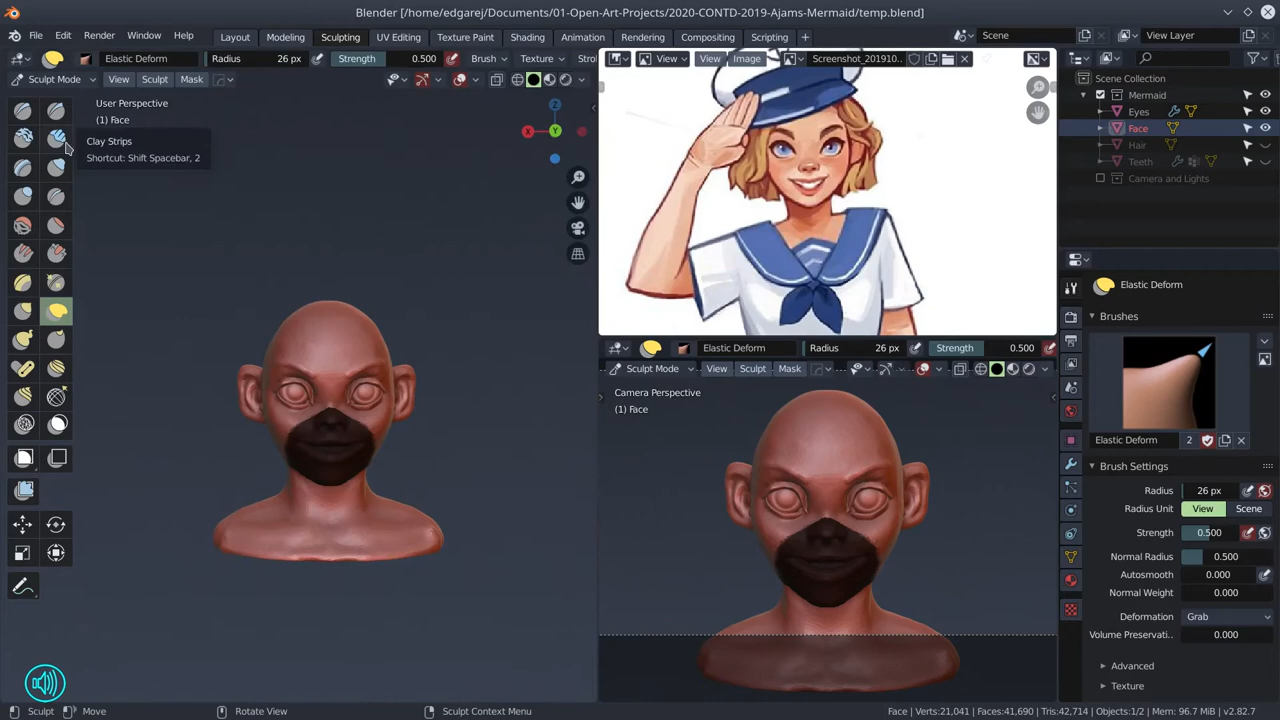 Blender [/home/edgarej/Documents/01-Open-Art-Projects/2020-CONTD-2019-Ajams-Mermaid/temp.blend]
File Edit Render Window Help Layout Modeling Sculpting UV Editing Texture Paint Shading Animation Rendering Compositing Scripting + Scene View Layer
Elastic Deform Radius 26 px Strength 0.500 Brush Texture Strol
Sculpt Mode View Sculpt Mask
User Perspective
(1) Face
Clay Strips
Shortcut: Shift Spacebar, 2
X Y Z
View View Image Screenshot_201910..
Elastic Deform Radius 26 px Strength 0.500
Sculpt Mode View Sculpt Mask
Camera Perspective
(1) Face
Scene Collection
Mermaid
Eyes
Face
Hair
Teeth
Camera and Lights
Elastic Deform
Brushes
Elastic Deform 2
Brush Settings
Radius 26 px
Radius Unit View Scene
Strength 0.500
Normal Radius 0.500
Autosmooth 0.000
Normal Weight 0.000
Deformation Grab
Volume Preservati.. 0.000
Advanced
Texture
Sculpt Move Rotate View Sculpt Context Menu Face | Verts:21,041 | Faces:41,690 | Tris:42,714 | Objects:1/2 | Mem: 96.7 MiB | v2.82.7